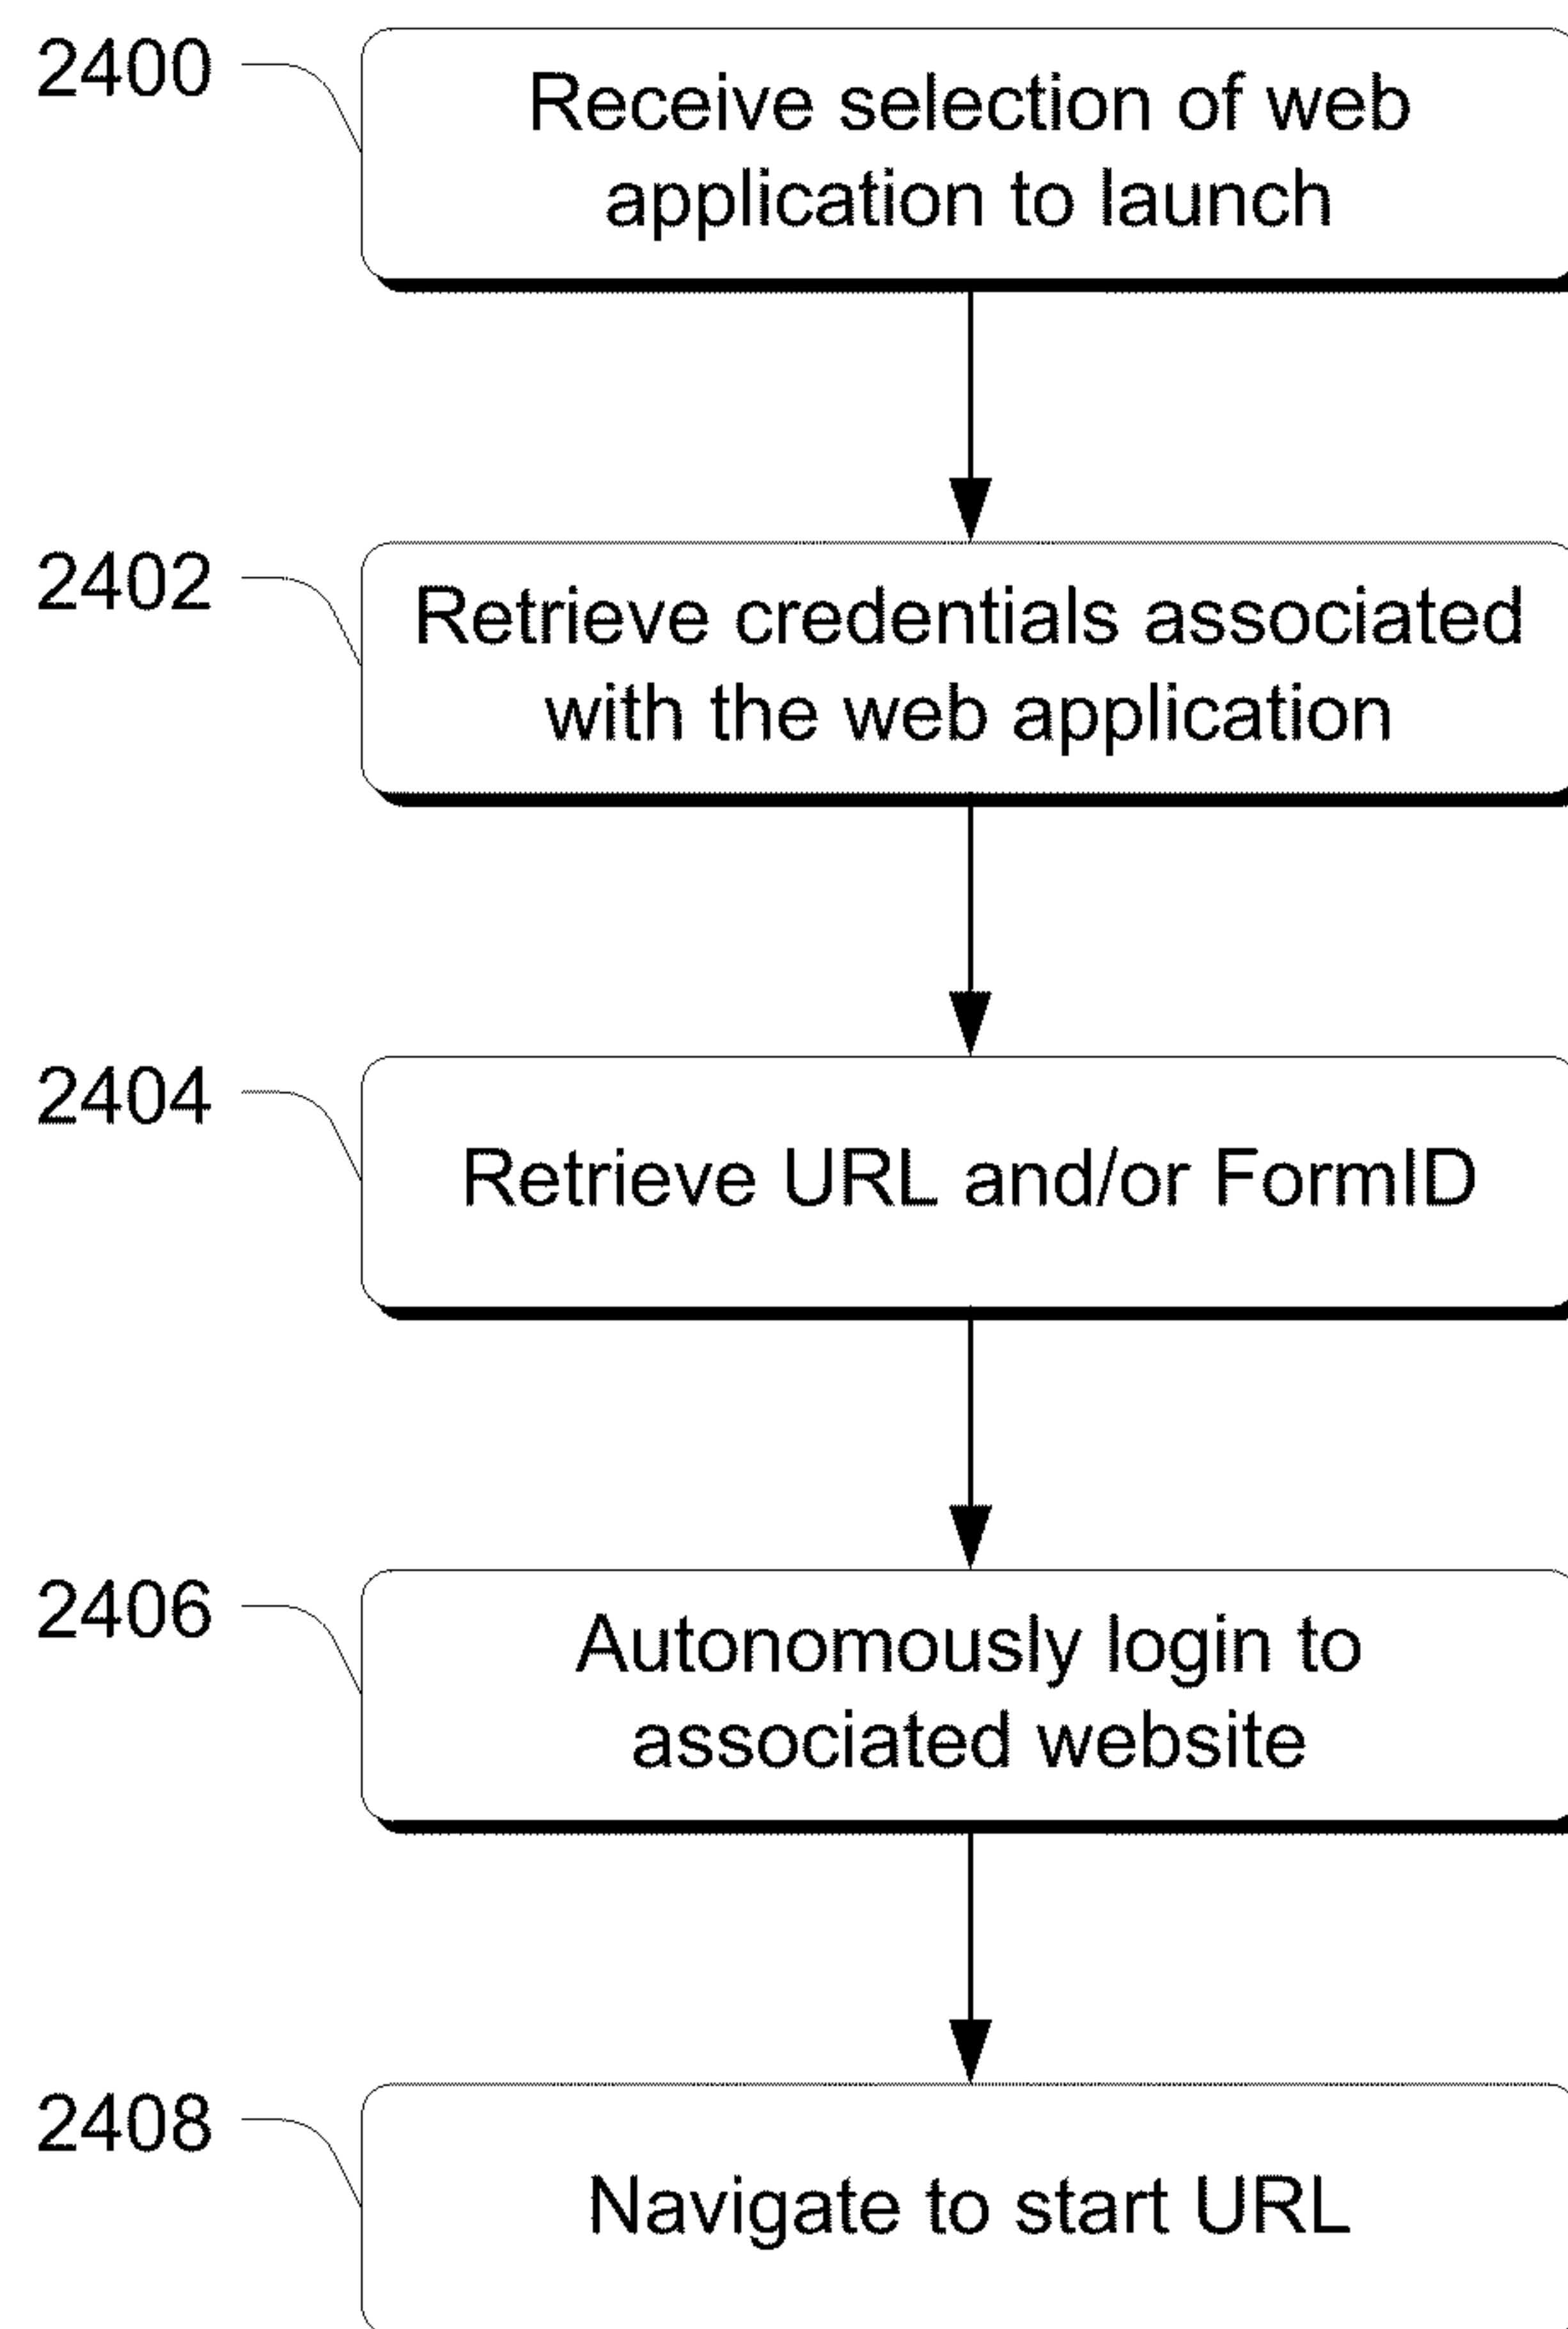 2400
Receive selection of web
application to launch
2402
Retrieve credentials associated
with the web application
2404
Retrieve URL and/or FormID
2406
Autonomously login to
associated website
2408
Navigate to start URL